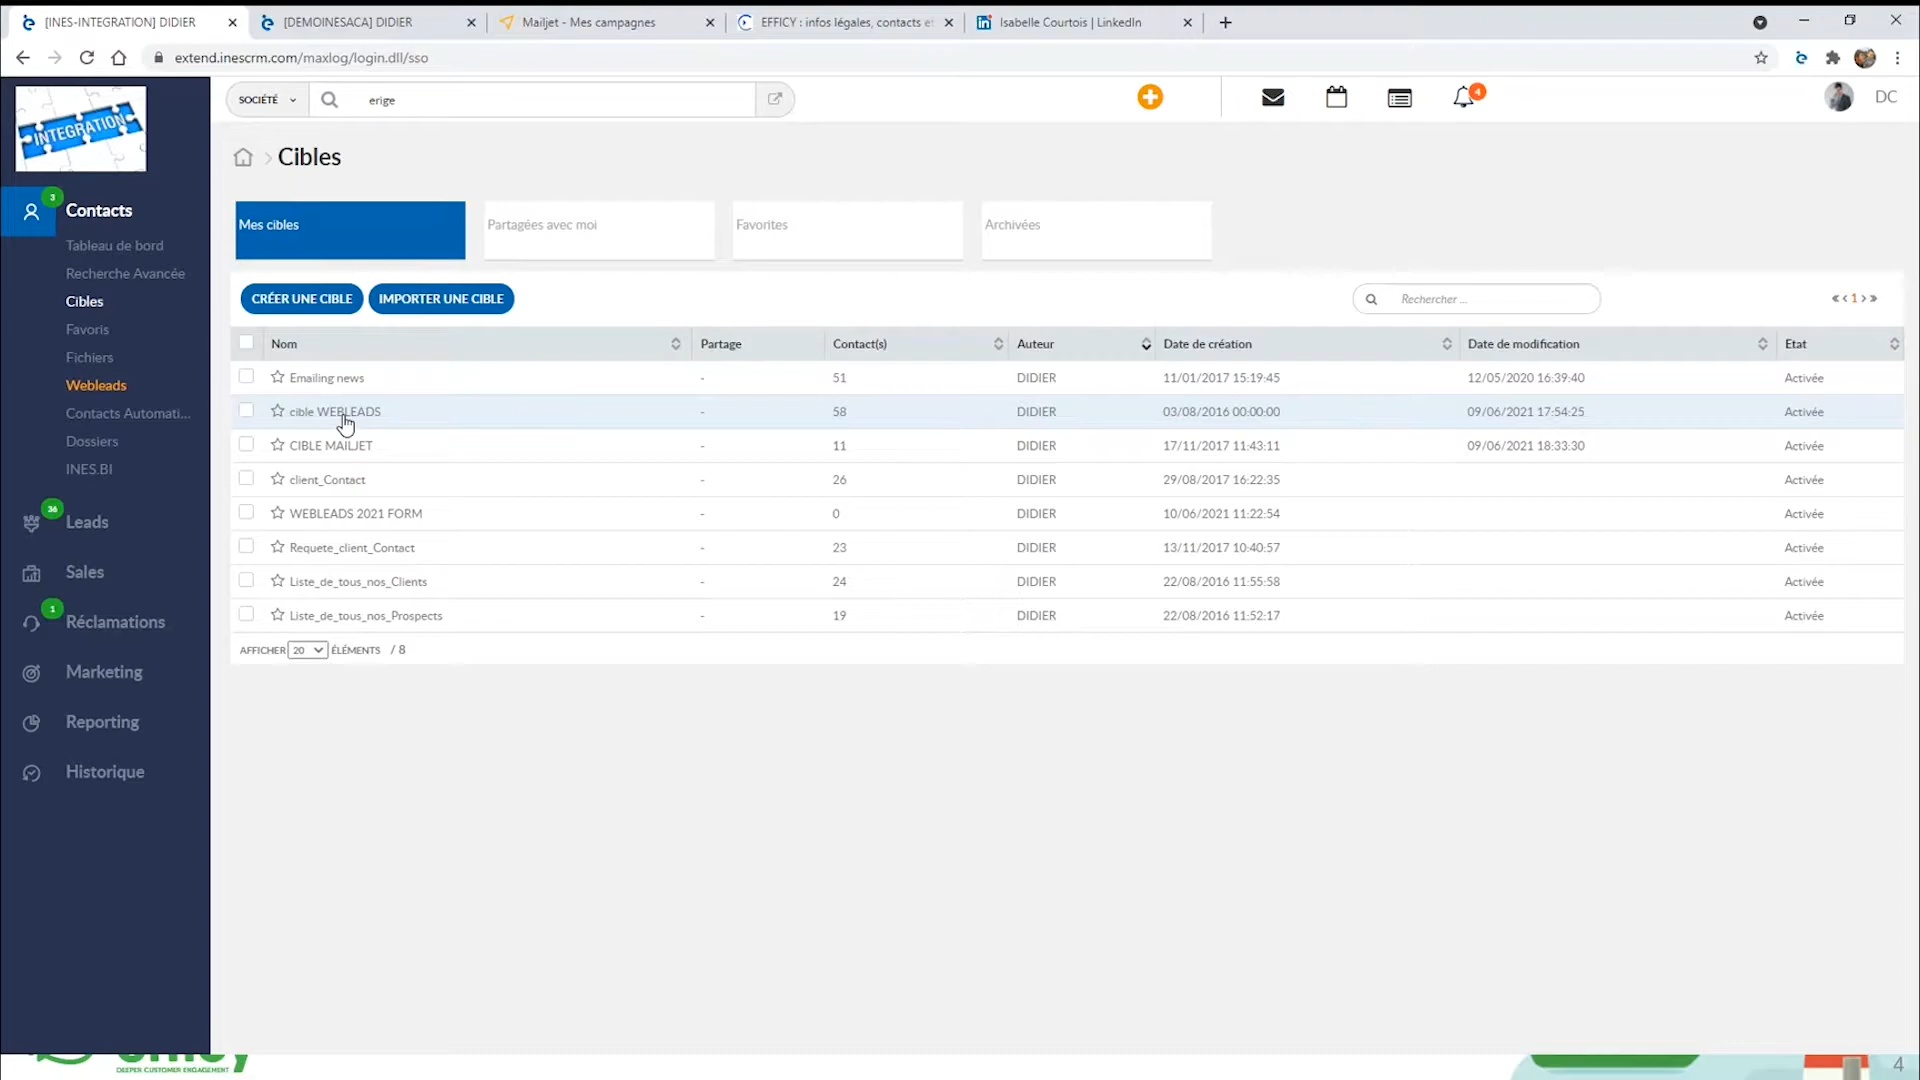 [INES-INTEGRATION] DIDIER
[DEMOINESACA] DIDIER
Mailjet - Mes campagnes
EFFICY : infos légales, contacts et
Isabelle Courtois | LinkedIn
extend.inescrm.com/maxlog/login.dll/sso
INTEGRATION
SOCIÉTÉ
erige
4
DC
Cibles
3
Contacts
Tableau de bord
Recherche Avancée
Cibles
Favoris
Fichiers
Webleads
Contacts Automati...
Dossiers
INES.BI
36
Leads
Sales
1
Réclamations
Marketing
Reporting
Historique
Mes cibles
Partagées avec moi
Favorites
Archivées
CRÉER UNE CIBLE
IMPORTER UNE CIBLE
Rechercher ...
1
Nom Partage Contact(s) Auteur Date de création Date de modification Etat
Emailing news - 51 DIDIER 11/01/2017 15:19:45 12/05/2020 16:39:40 Activée
cible WEBLEADS - 58 DIDIER 03/08/2016 00:00:00 09/06/2021 17:54:25 Activée
CIBLE MAILJET - 11 DIDIER 17/11/2017 11:43:11 09/06/2021 18:33:30 Activée
client_Contact - 26 DIDIER 29/08/2017 16:22:35 Activée
WEBLEADS 2021 FORM - 0 DIDIER 10/06/2021 11:22:54 Activée
Requete_client_Contact - 23 DIDIER 13/11/2017 10:40:57 Activée
Liste_de_tous_nos_Clients - 24 DIDIER 22/08/2016 11:55:58 Activée
Liste_de_tous_nos_Prospects - 19 DIDIER 22/08/2016 11:52:17 Activée
AFFICHER 20 ÉLÉMENTS / 8
DEEPER CUSTOMER ENGAGEMENT
4